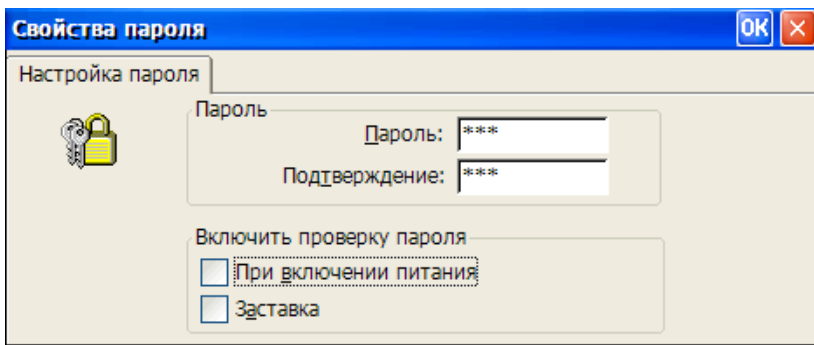 Свойства пароля OK
Настройка пароля
Пароль
Пароль: ***
Подтверждение: ***
Включить проверку пароля
При включении питания
Заставка